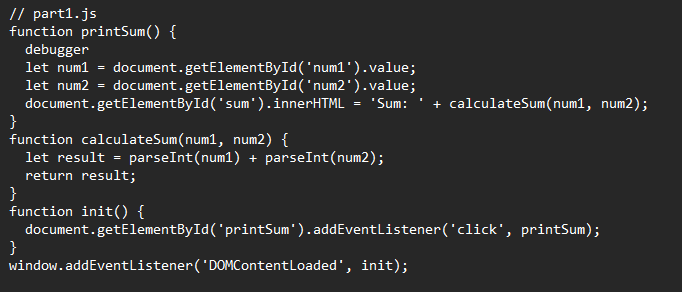 // part1.js
function printSum() {
  debugger
  let num1 = document.getElementById('num1').value;
  let num2 = document.getElementById('num2').value;
  document.getElementById('sum').innerHTML = 'Sum: ' + calculateSum(num1, num2);
}
function calculateSum(num1, num2) {
  let result = parseInt(num1) + parseInt(num2);
  return result;
}
function init() {
  document.getElementById('printSum').addEventListener('click', printSum);
}
window.addEventListener('DOMContentLoaded', init);